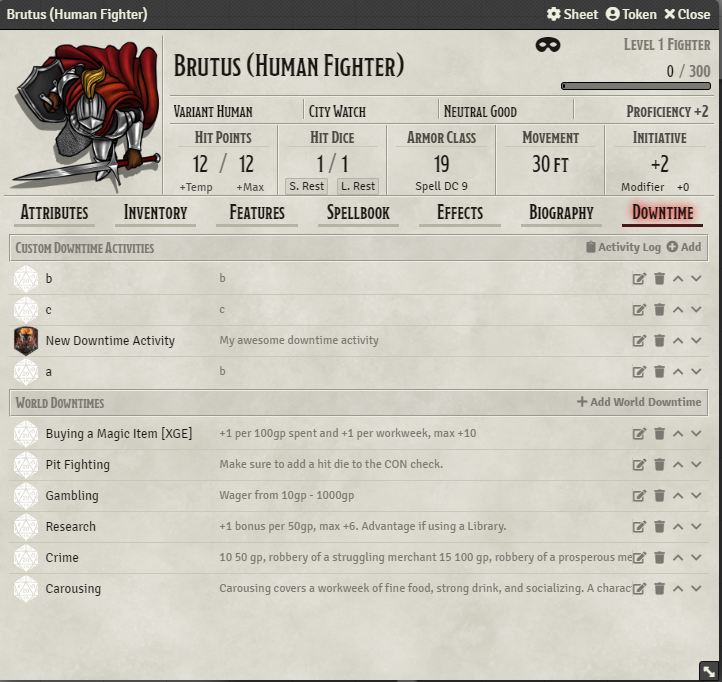 Brutus (Human Fighter) Sheet Token Close
Level 1 Fighter
Brutus (Human Fighter)
0 / 300
Variant Human City Watch Neutral Good Proficiency +2
Hit Points Hit Dice Armor Class Movement Initiative
12 / 12 1 / 1 19 30 ft +2
+Temp +Max S. Rest L. Rest Spell DC 9 Modifier +0
Attributes Inventory Features Spellbook Effects Biography Downtime
Custom Downtime Activities Activity Log Add
b b
c c
New Downtime Activity My awesome downtime activity
a b
World Downtimes Add World Downtime
Buying a Magic Item [XGE] +1 per 100gp spent and +1 per workweek, max +10
Pit Fighting Make sure to add a hit die to the CON check.
Gambling Wager from 10gp - 1000gp
Research +1 bonus per 50gp, max +6. Advantage if using a Library.
Crime 10 50 gp, robbery of a struggling merchant 15 100 gp, robbery of a prosperous me
Carousing Carousing covers a workweek of fine food, strong drink, and socializing. A charac